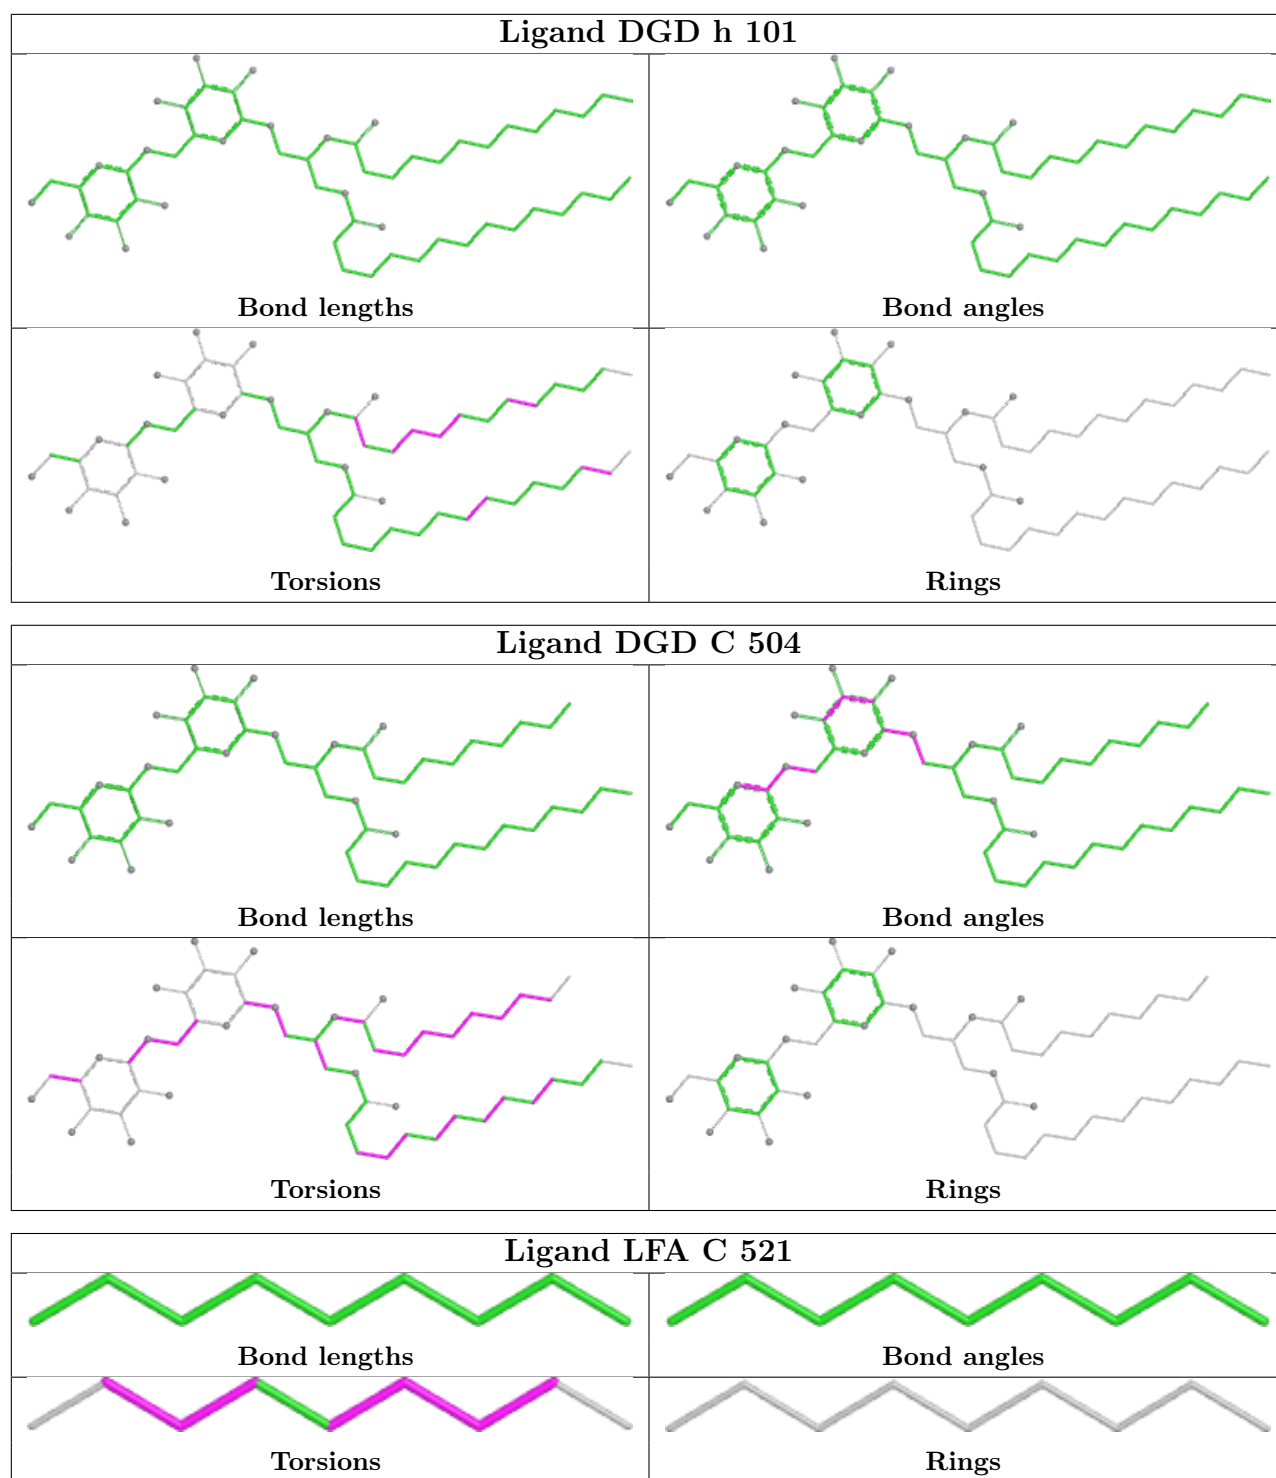 Ligand DGD h 101
Bond lengths
Bond angles
Torsions
Rings
Ligand DGD C 504
Bond lengths
Bond angles
Torsions
Rings
Ligand LFA C 521
Bond lengths
Bond angles
Torsions
Rings